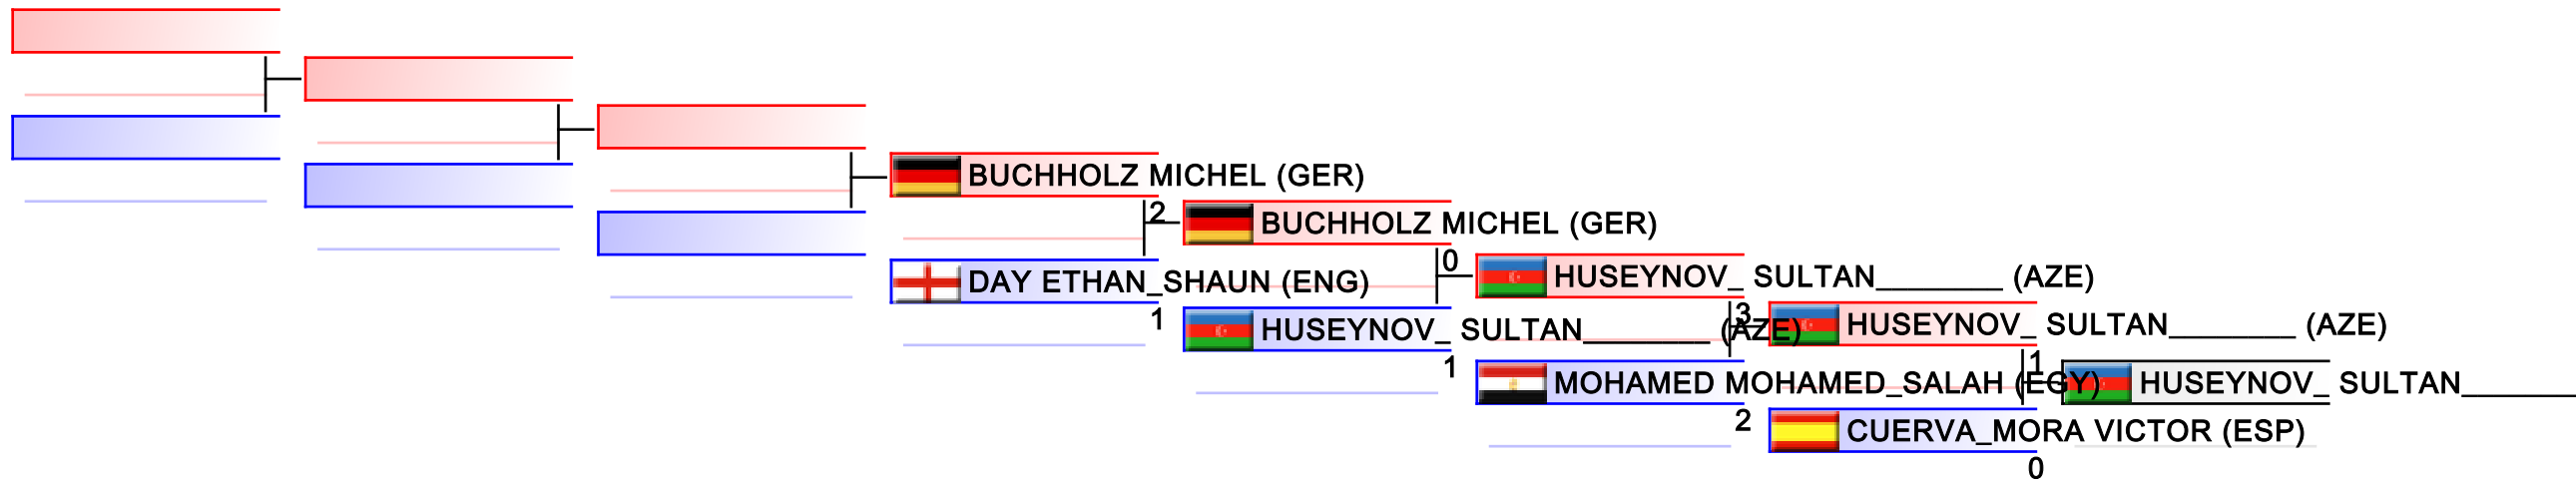 BUCHHOLZ MICHEL (GER)
2
BUCHHOLZ MICHEL (GER)
DAY ETHAN_SHAUN (ENG)
1
0
HUSEYNOV_ SULTAN________ (AZE)
HUSEYNOV_ SULTAN________ (AZE)
1
3
HUSEYNOV_ SULTAN________ (AZE)
MOHAMED MOHAMED_SALAH (EGY)
2
1
HUSEYNOV_ SULTAN________
CUERVA_MORA VICTOR (ESP)
0